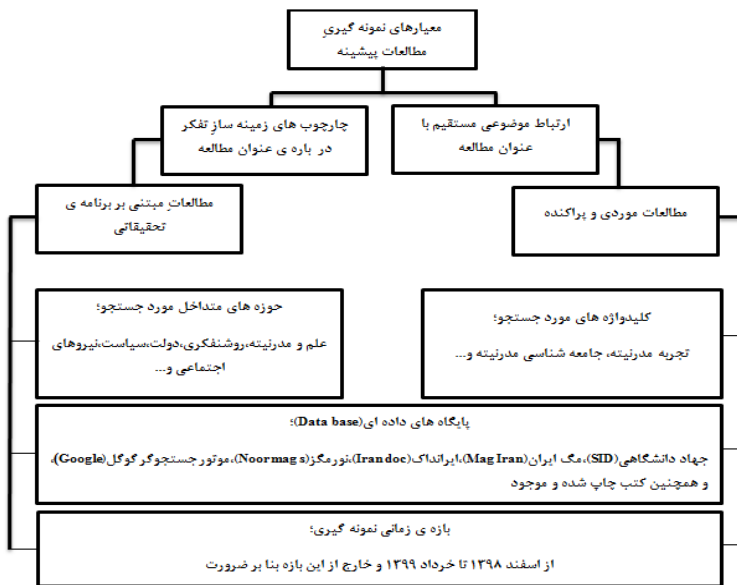 معیارهای نمونه گیریِ
مطالعات پیشینه
ارتباط موضوعی مستقیم با
عنوان مطالعه
چارچوب های زمینه سازِ تفکر
در باره ی عنوان مطالعه
مطالعات موردی و پراکنده
مطالعاتِ مبتنی بر برنامه ی
تحقیقاتی
کلیدواژه های مورد جستجو؛
تجربه مدرنیته، جامعه شناسی مدرنیته و...
حوزه های متداخل مورد جستجو؛
علم و مدرنیته،روشنفکری،دولت،سیاست،نیروهای
اجتماعی و...
پایگاه های داده ای(Data base)؛
جهاد دانشگاهی(SID)،مگ ایران(Mag Iran)،ایرانداک(Iran doc)،نورمگز(Noor mag s)،موتور جستجوگر گوگل(Google)،
و همچنین کتب چاپ شده و موجود
بازه ی زمانی نمونه گیری؛
از اسفند ۱۳۹۸ تا خرداد ۱۳۹۹ و خارج از این بازه بنا بر ضرورت